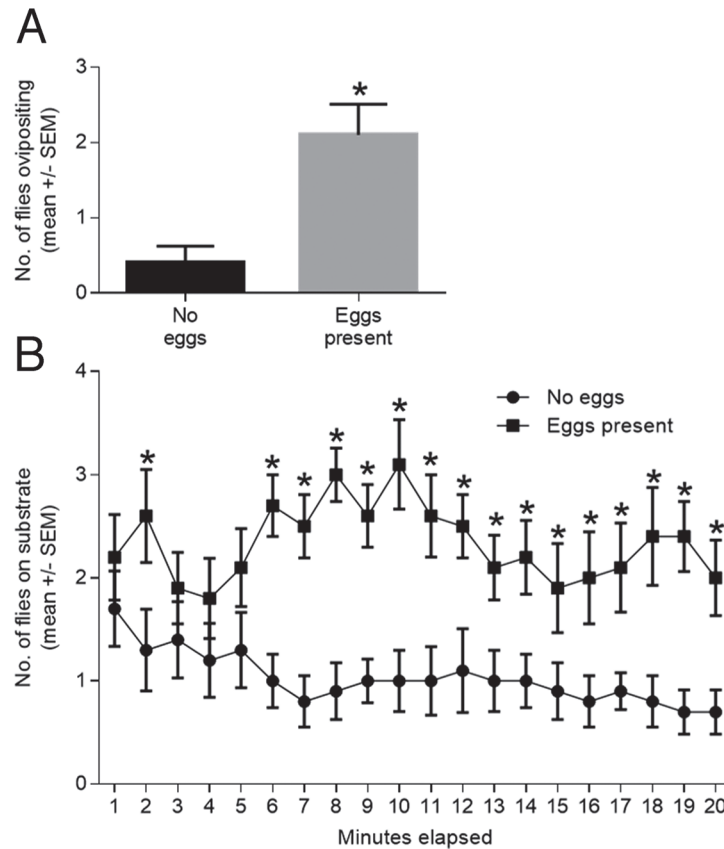 A
No. of flies ovipositing
(mean +/- SEM)
3
2
1
0
*
No
eggs
Eggs
present
B
No. of flies on substrate
(mean +/- SEM)
4
3
2
1
0
No eggs
Eggs present
* * * * * * * * * * * * * * * *
1 2 3 4 5 6 7 8 9 10 11 12 13 14 15 16 17 18 19 20
Minutes elapsed